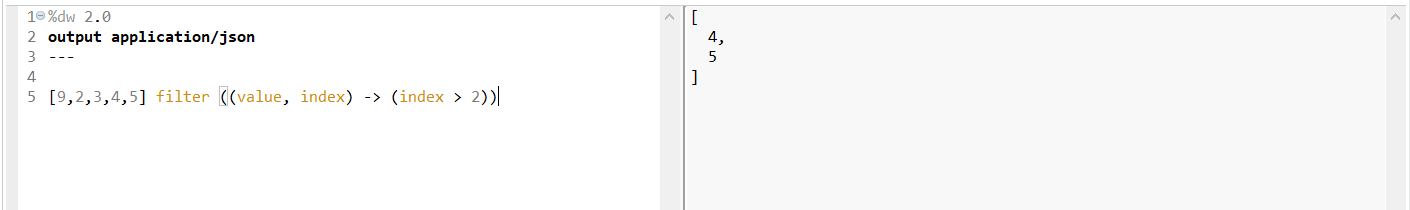 1 %dw 2.0
2 output application/json
3 ---
4
5 [9,2,3,4,5] filter ((value, index) -> (index > 2))
[
  4,
  5
]